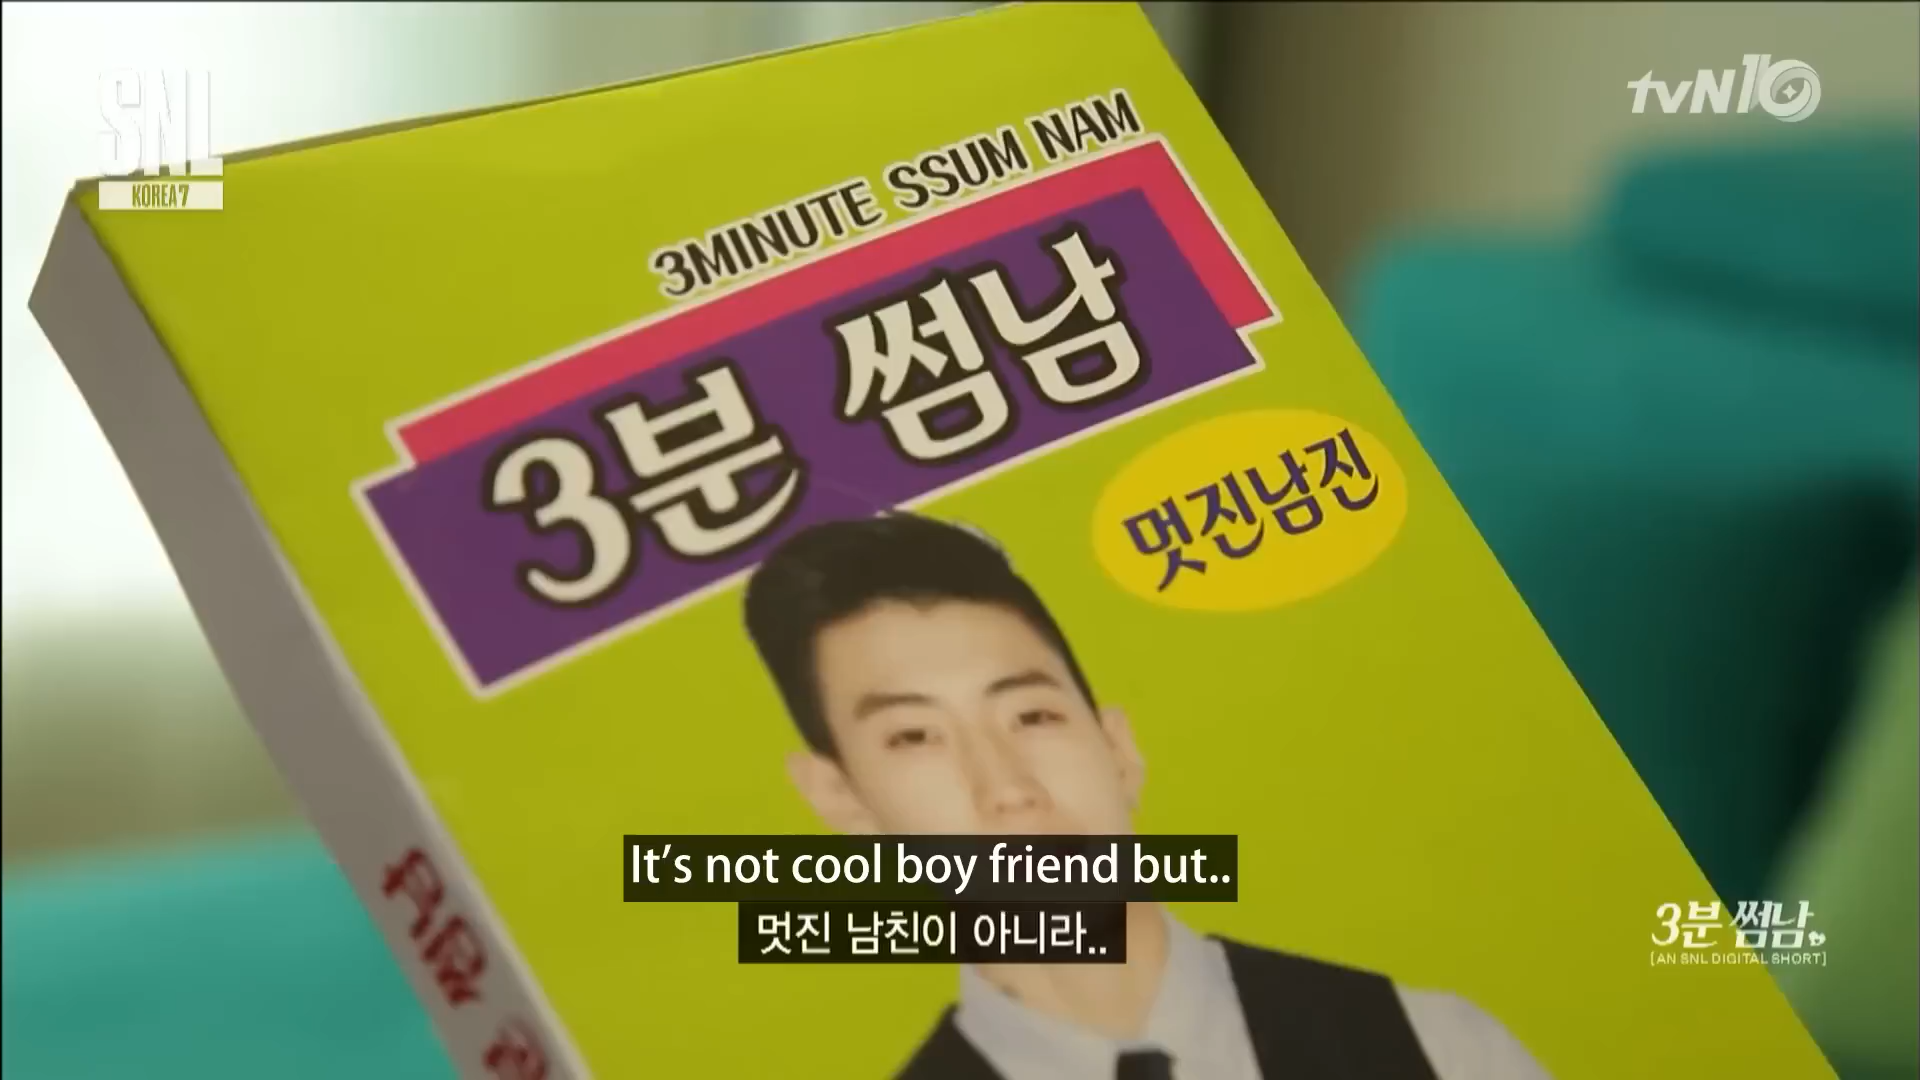 SNL
KOREA7
tvN10
3MINUTE SSUM NAM
3분 썸남
멋진남진
It's not cool boy friend but..
멋진 남친이 아니라..
3분 썸남
[AN SNL DIGITAL SHORT]